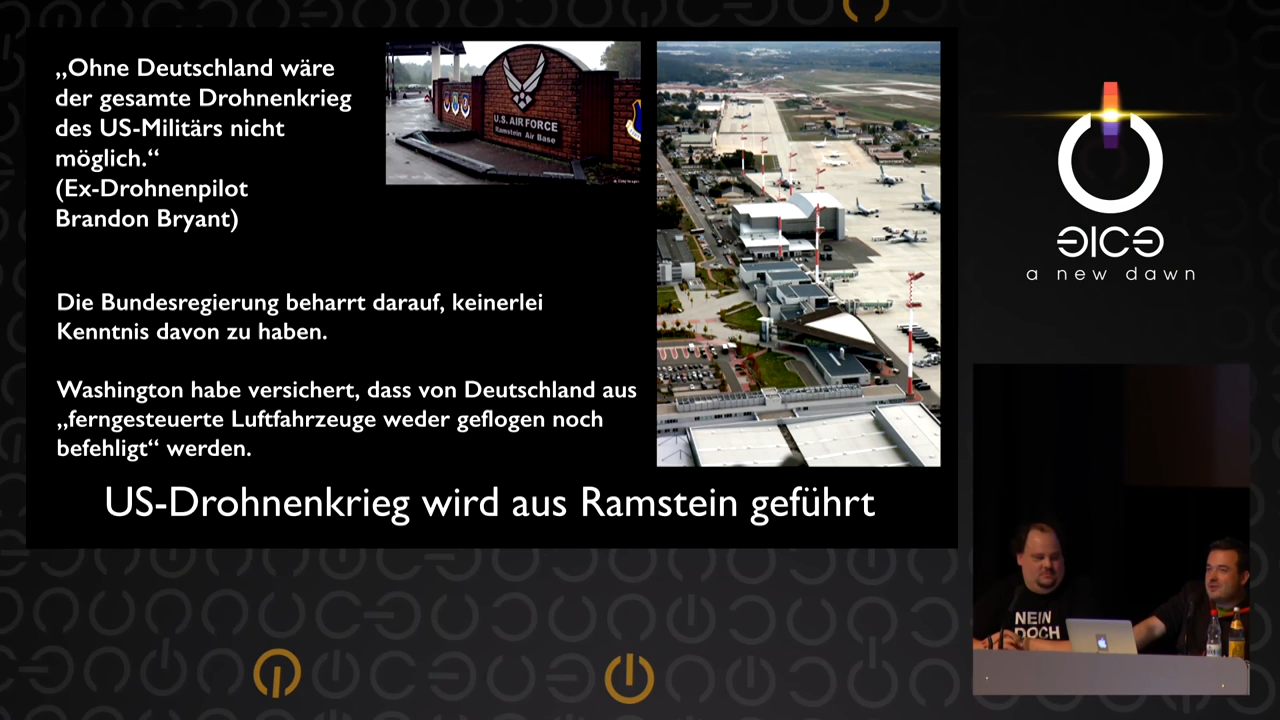 „Ohne Deutschland wäre
der gesamte Drohnenkrieg
des US-Militärs nicht
möglich.“
(Ex-Drohnenpilot
Brandon Bryant)
U.S. AIR FORCE
Ramstein Air Base
Die Bundesregierung beharrt darauf, keinerlei
Kenntnis davon zu haben.
Washington habe versichert, dass von Deutschland aus
„ferngesteuerte Luftfahrzeuge weder geflogen noch
befehligt“ werden.
US-Drohnenkrieg wird aus Ramstein geführt
a new dawn
NEIN
DOCH